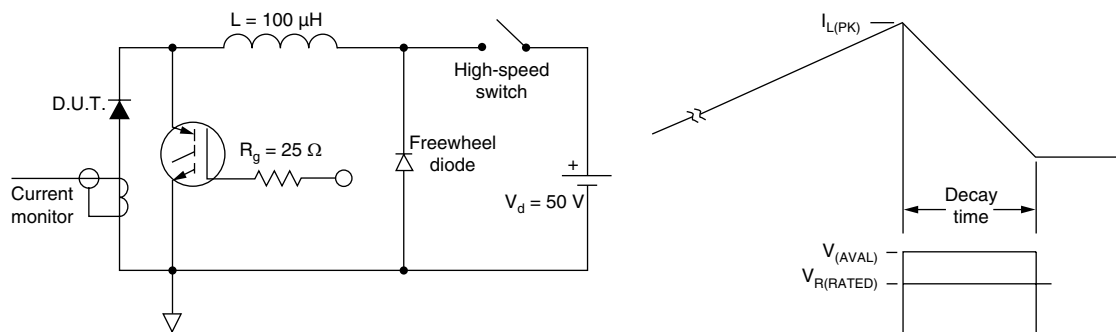 L = 100 µH
High-speed
switch
D.U.T.
R_g = 25 Ω
Freewheel
diode
+
V_d = 50 V
Current
monitor
I_L(PK)
Decay
time
V_(AVAL)
V_R(RATED)